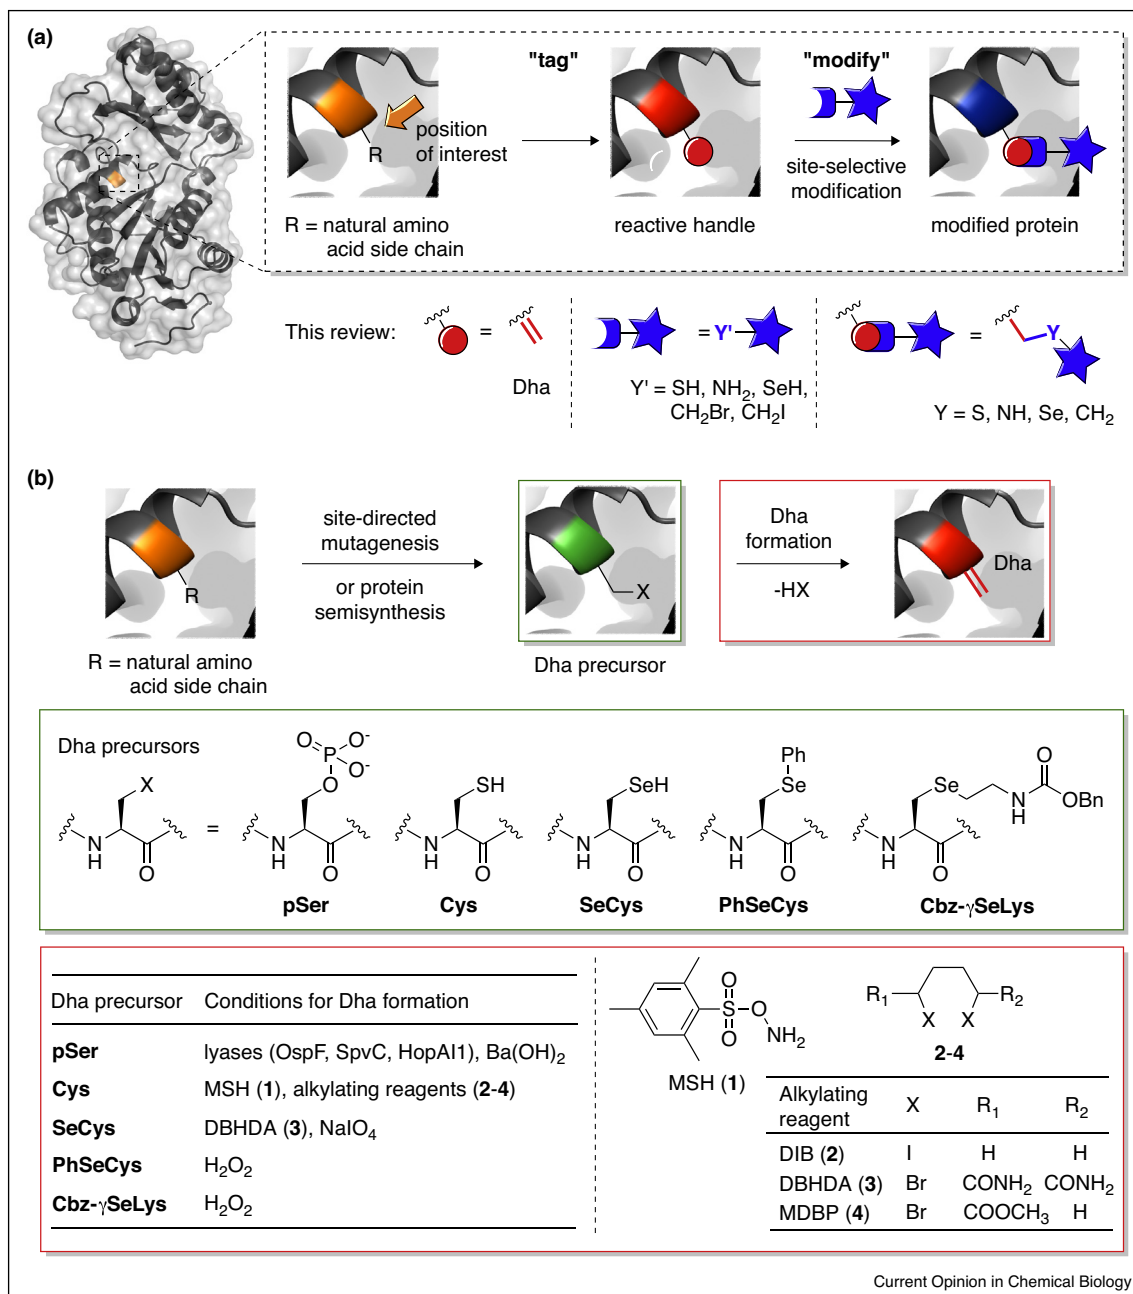 (a)
"tag"
"modify"
position
of interest
R
site-selective
modification
R = natural amino
acid side chain
reactive handle
modified protein
This review:
=
= Y'
=
Y
Dha
Y' = SH, NH2, SeH,
CH2Br, CH2I
Y = S, NH, Se, CH2
(b)
site-directed
mutagenesis
or protein
semisynthesis
R
X
Dha
formation
-HX
Dha
R = natural amino
acid side chain
Dha precursor
Dha precursors
X
N
H
O
=
O
P
O-
O-
O
N
H
O
pSer
SH
N
H
O
Cys
SeH
N
H
O
SeCys
Ph
Se
N
H
O
PhSeCys
Se
N
H
O
OBn
N
H
O
Cbz-γSeLys
Dha precursor Conditions for Dha formation
pSer lyases (OspF, SpvC, HopAI1), Ba(OH)2
Cys MSH (1), alkylating reagents (2-4)
SeCys DBHDA (3), NaIO4
PhSeCys H2O2
Cbz-γSeLys H2O2
O
S
O
O
NH2
MSH (1)
R1
R2
X X
2-4
Alkylating
reagent X R1 R2
DIB (2) I H H
DBHDA (3) Br CONH2 CONH2
MDBP (4) Br COOCH3 H
Current Opinion in Chemical Biology